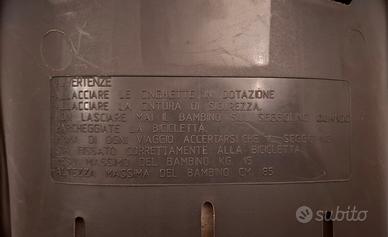 AVVERTENZE
ALLACCIARE LE CINGHIETTE IN DOTAZIONE
ALLACCIARE LA CINTURA DI SICUREZZA.
NON LASCIARE MAI IL BAMBINO SUL SEGGIOLINO QUANDO
PARCHEGGIATE LA BICICLETTA.
PRIMA DI OGNI VIAGGIO ACCERTARSI CHE IL
SIA FISSATO CORRETTAMENTE ALLA BICICLETTA.
PESO MASSIMO DEL BAMBINO KG. 15
ALTEZZA MASSIMA DEL BAMBINO CM. 85
subito